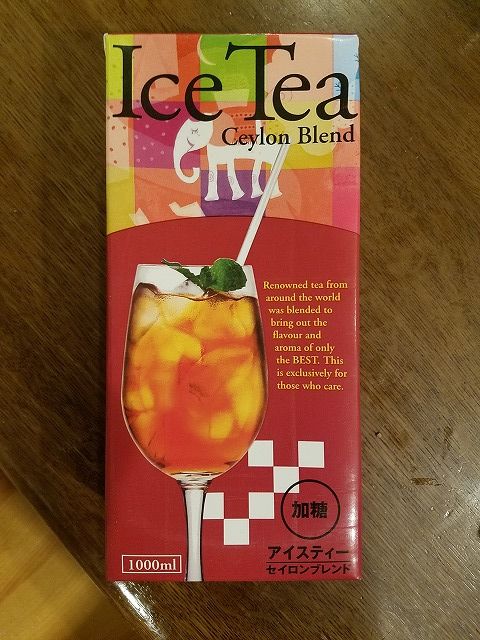 Ice Tea
Ceylon Blend
Renowned tea from
around the world
was blended to
bring out the
flavour and
aroma of only
the BEST. This
is exclusively for
those who care.
加糖
アイスティー
セイロンブレンド
1000ml